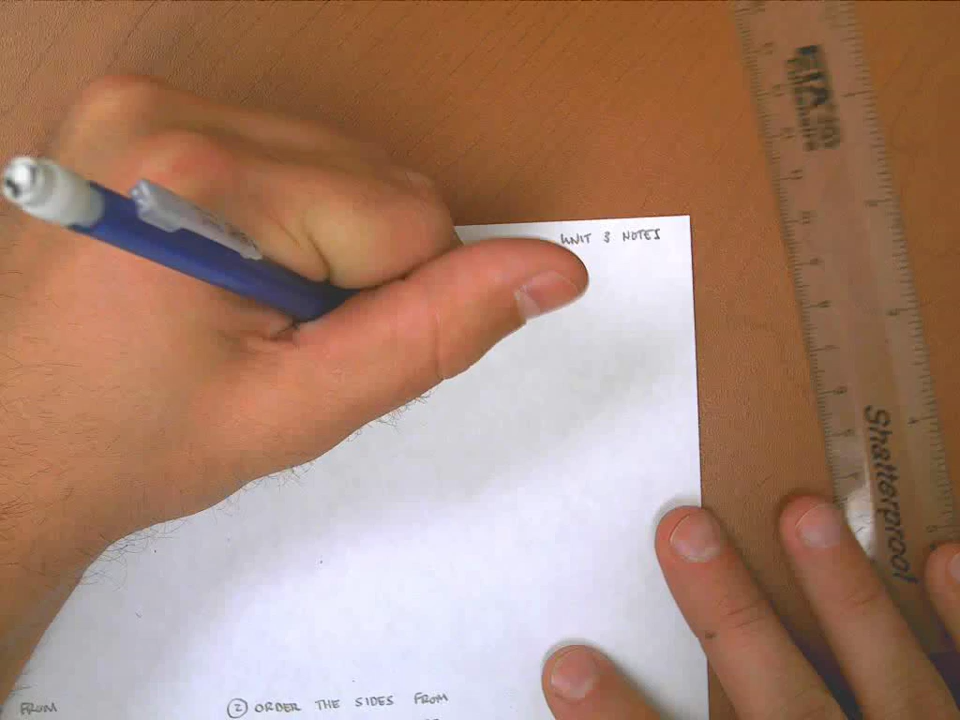 UNIT 3 NOTES
FROM
② ORDER THE SIDES FROM
Shatterproof